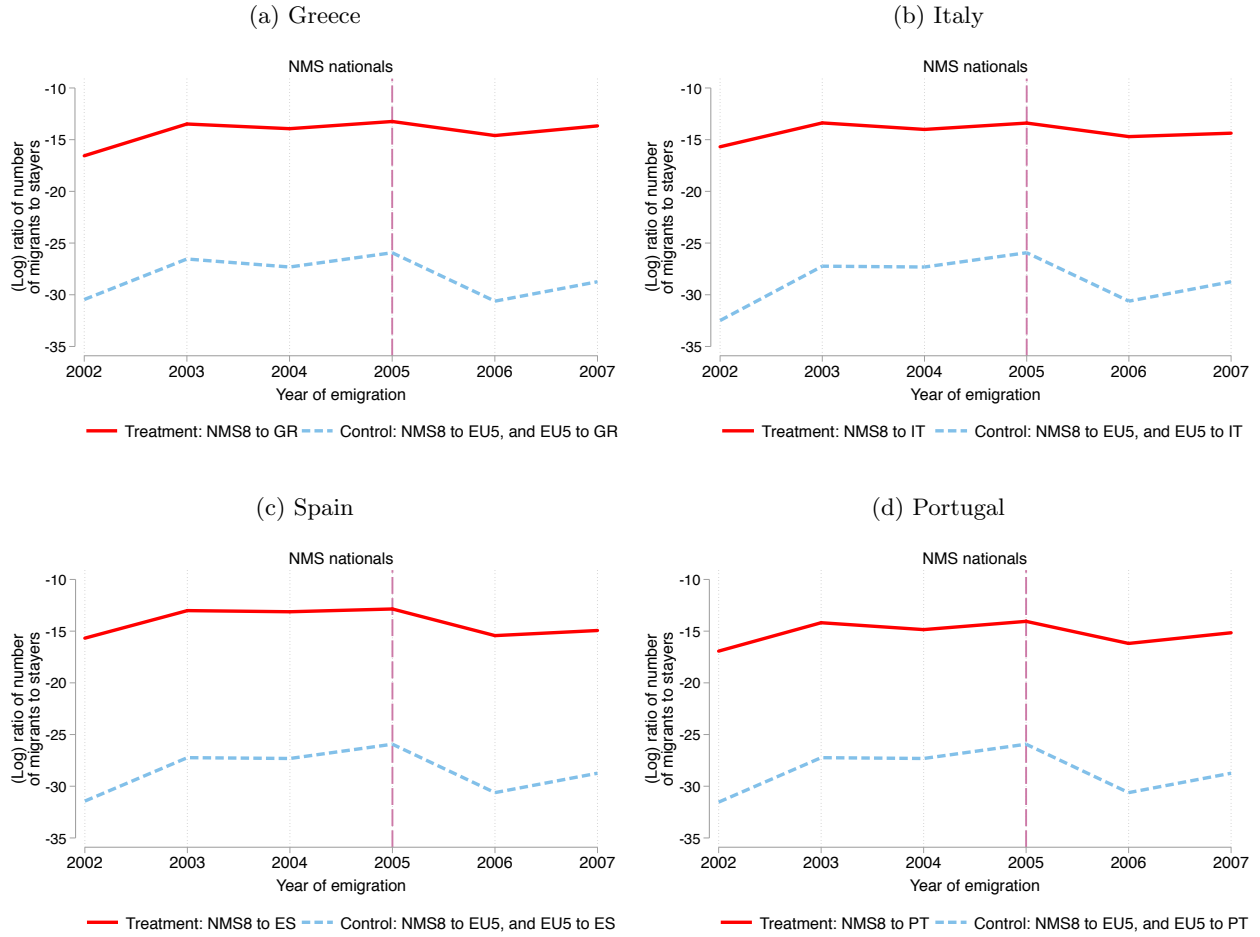 (a) Greece
NMS nationals
(Log) ratio of number
of migrants to stayers
-10
-15
-20
-25
-30
-35
2002 2003 2004 2005 2006 2007
Year of emigration
Treatment: NMS8 to GR Control: NMS8 to EU5, and EU5 to GR
(b) Italy
NMS nationals
(Log) ratio of number
of migrants to stayers
-10
-15
-20
-25
-30
-35
2002 2003 2004 2005 2006 2007
Year of emigration
Treatment: NMS8 to IT Control: NMS8 to EU5, and EU5 to IT
(c) Spain
NMS nationals
(Log) ratio of number
of migrants to stayers
-10
-15
-20
-25
-30
-35
2002 2003 2004 2005 2006 2007
Year of emigration
Treatment: NMS8 to ES Control: NMS8 to EU5, and EU5 to ES
(d) Portugal
NMS nationals
(Log) ratio of number
of migrants to stayers
-10
-15
-20
-25
-30
-35
2002 2003 2004 2005 2006 2007
Year of emigration
Treatment: NMS8 to PT Control: NMS8 to EU5, and EU5 to PT